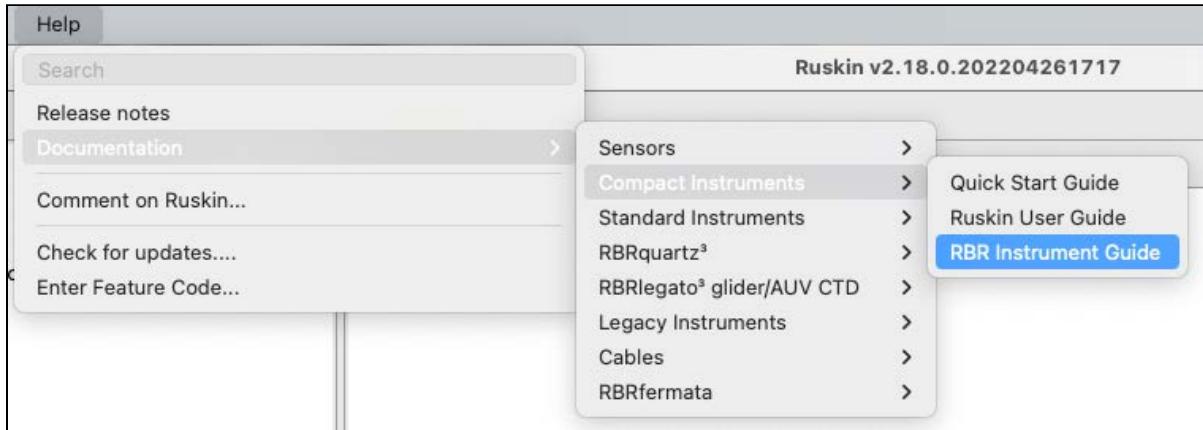 Help
Search
Ruskin v2.18.0.202204261717
Release notes
Documentation
Comment on Ruskin...
Check for updates....
Enter Feature Code...
Sensors
Compact Instruments
Standard Instruments
RBRquartz³
RBRlegato³ glider/AUV CTD
Legacy Instruments
Cables
RBRfermata
Quick Start Guide
Ruskin User Guide
RBR Instrument Guide